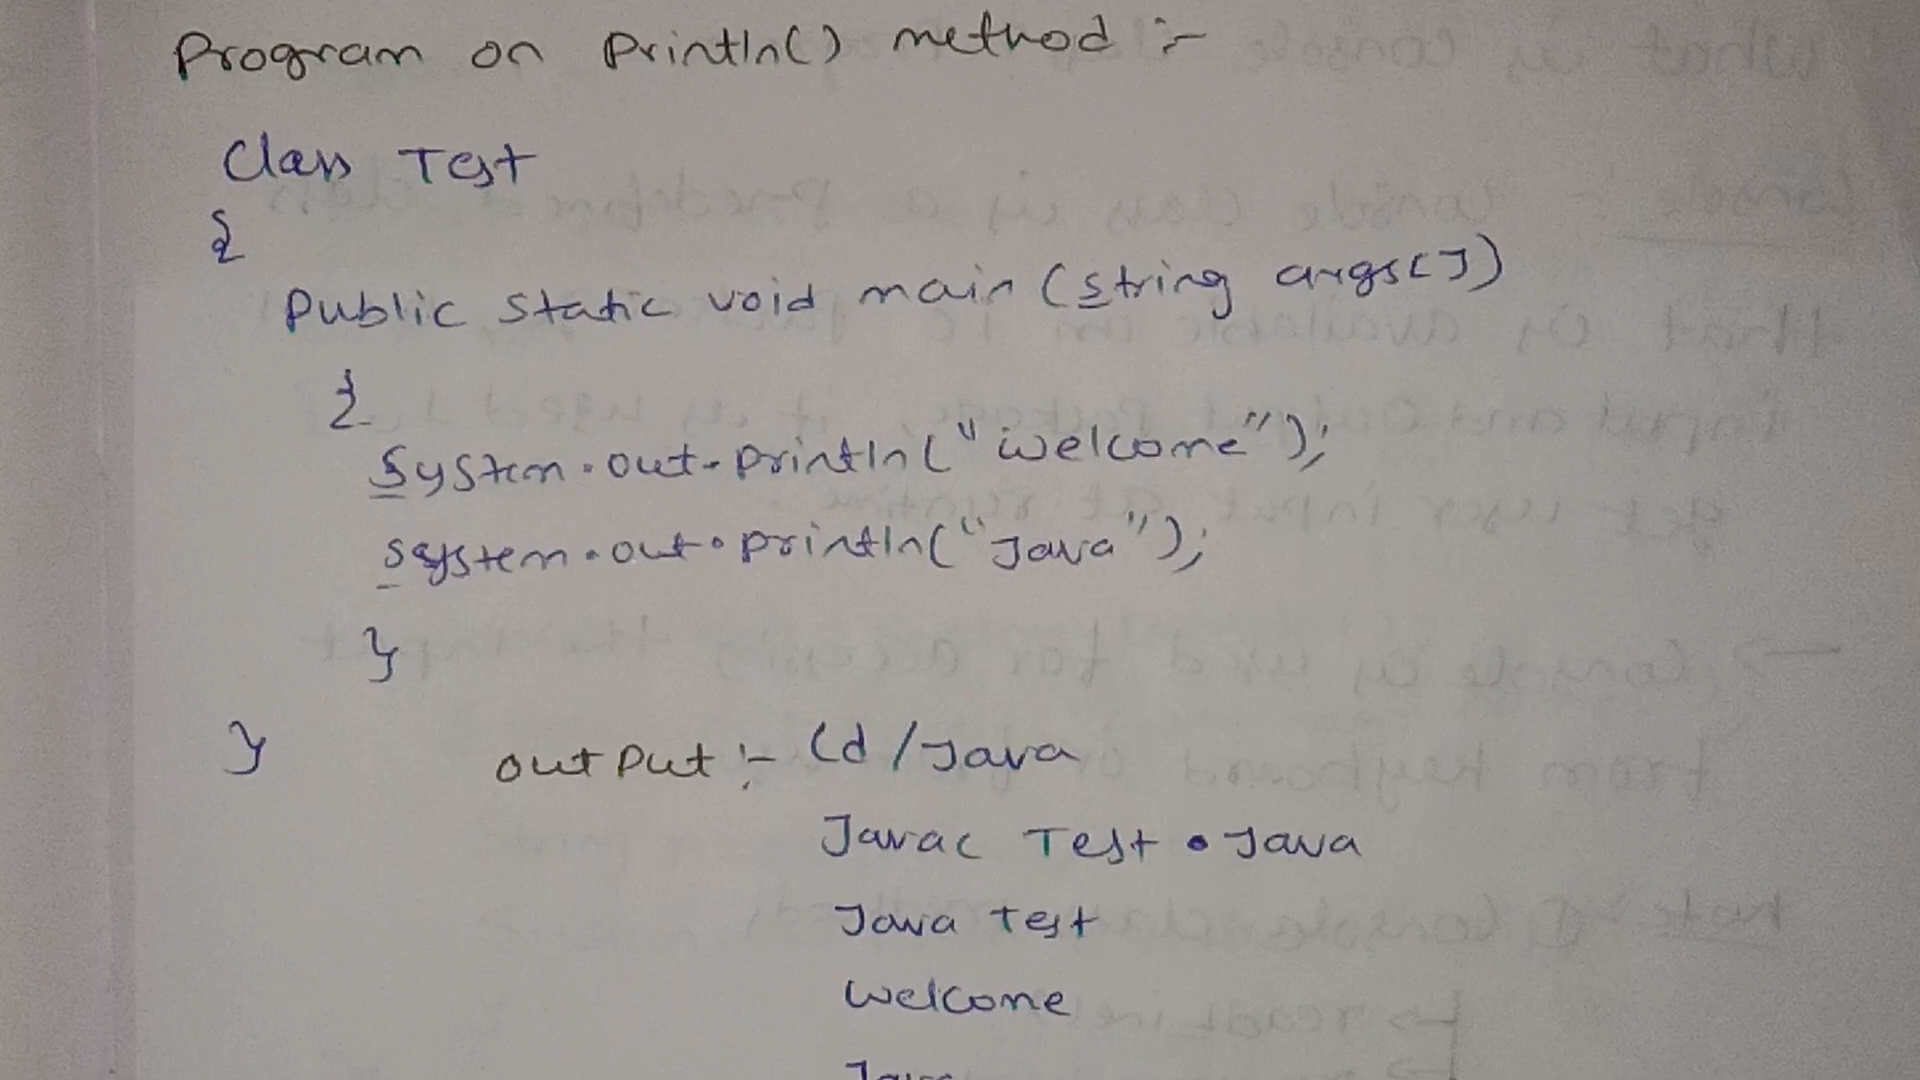 Program on Println() method :-
Class Test
{
Public static void main (string args[])
{
System.out.println("welcome");
System.out.println("Java");
}
}
output :- Cd/Java
Javac Test.Java
Java Test
Welcome